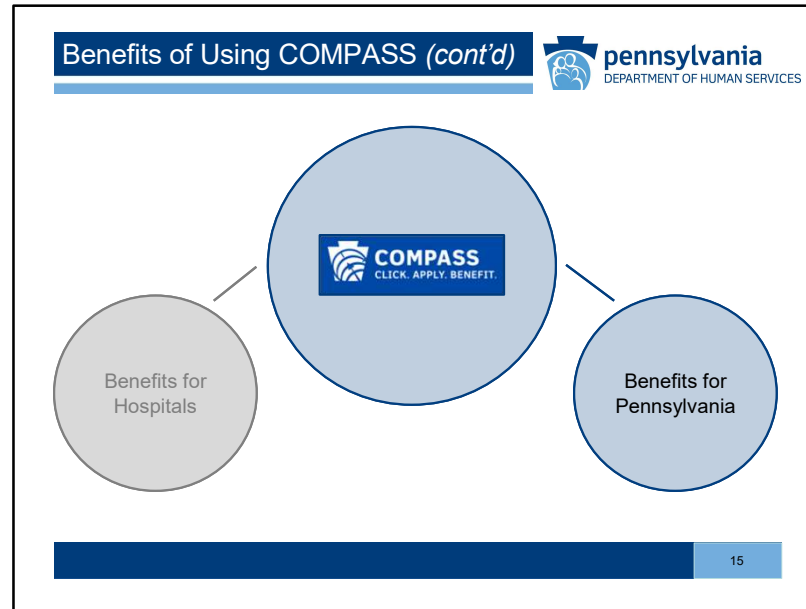 Benefits of Using COMPASS (cont'd)
pennsylvania
DEPARTMENT OF HUMAN SERVICES
COMPASS
CLICK. APPLY. BENEFIT.
Benefits for
Hospitals
Benefits for
Pennsylvania
15